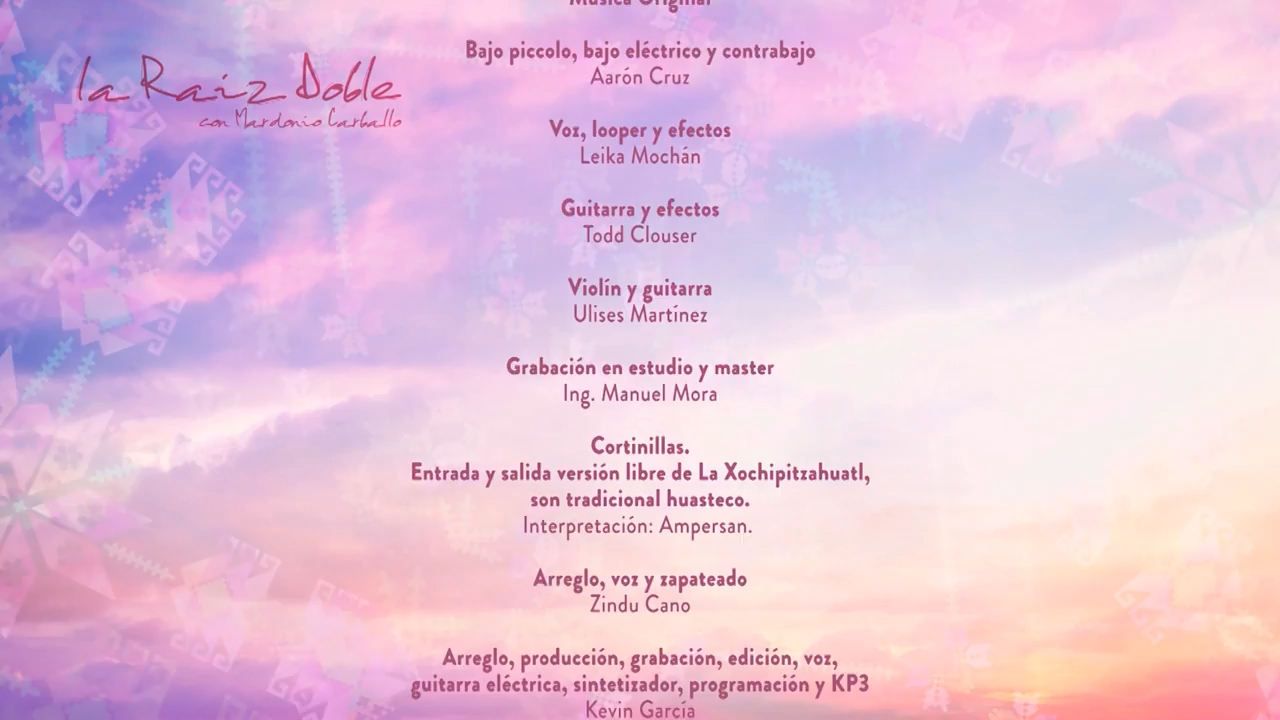 Música Original
la Raíz Doble
con Mardonio Carballo
Bajo piccolo, bajo eléctrico y contrabajo
Aarón Cruz
Voz, looper y efectos
Leika Mochán
Guitarra y efectos
Todd Clouser
Violín y guitarra
Ulises Martínez
Grabación en estudio y master
Ing. Manuel Mora
Cortinillas.
Entrada y salida versión libre de La Xochipitzahuatl,
son tradicional huasteco.
Interpretación: Ampersan.
Arreglo, voz y zapateado
Zindu Cano
Arreglo, producción, grabación, edición, voz,
guitarra eléctrica, sintetizador, programación y KP3
Kevin García